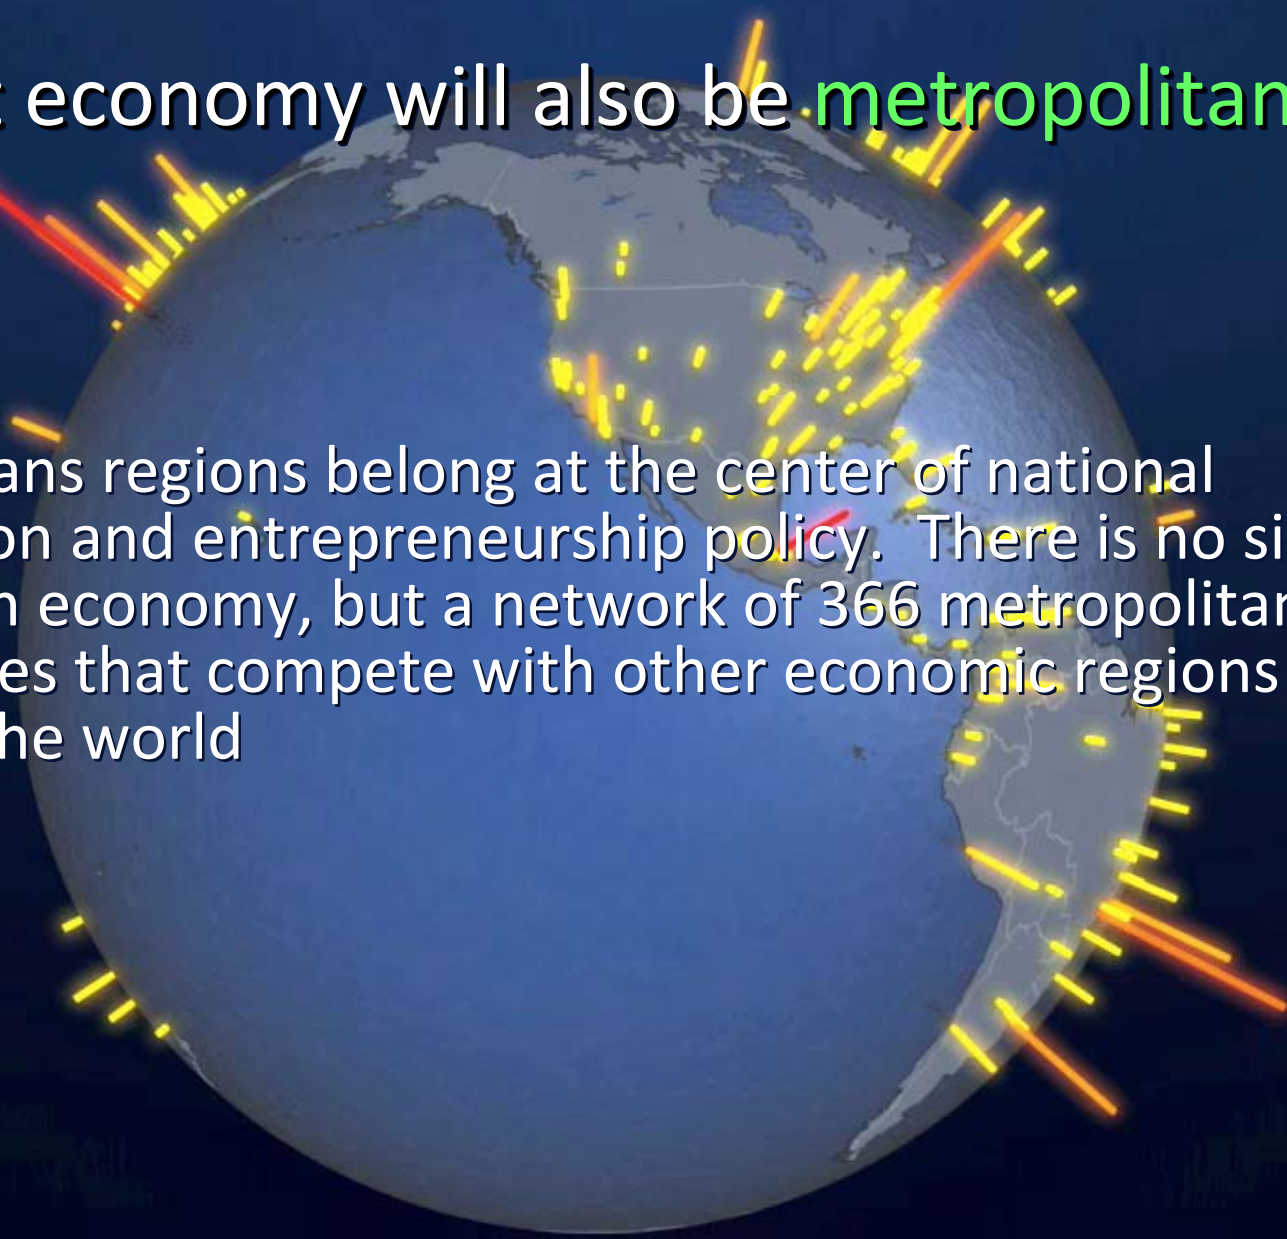 economy will also be metropolitan
ans regions belong at the center of national
on and entrepreneurship policy. There is no si
n economy, but a network of 366 metropolitan
es that compete with other economic regions
he world